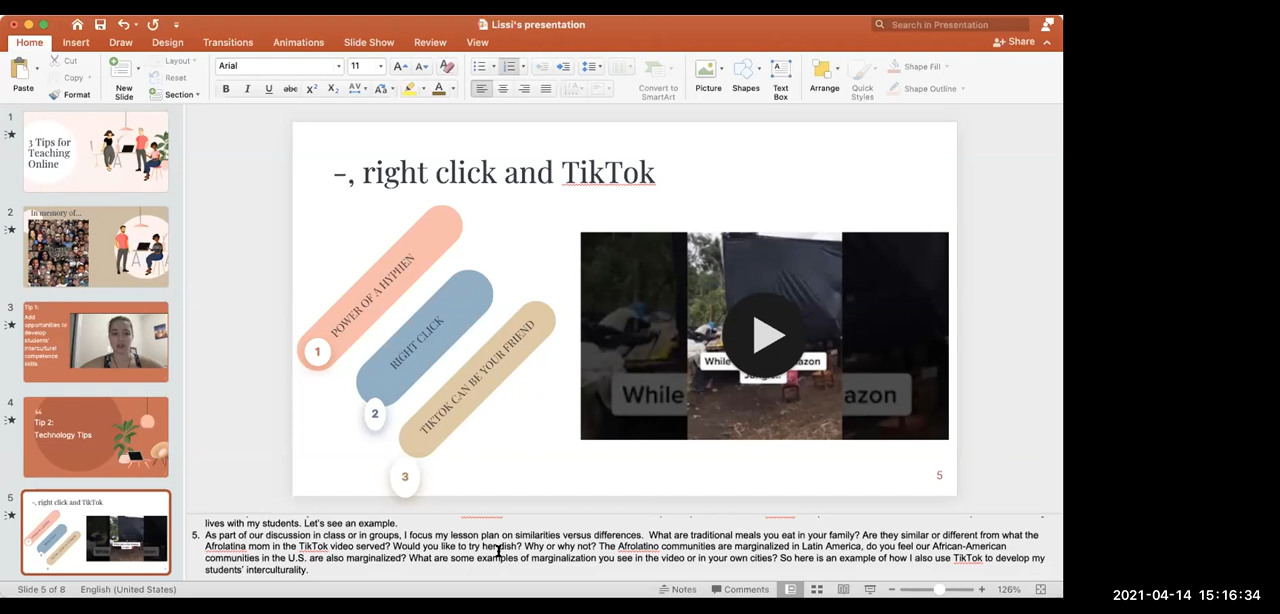 Lissi's presentation
Search in Presentation
Home Insert Draw Design Transitions Animations Slide Show Review View
Share
Paste
Cut
Copy
Format
New Slide
Layout
Reset
Section
Arial 11
Convert to SmartArt
Picture
Shapes
Text Box
Arrange
Quick Styles
Shape Fill
Shape Outline
1
3 Tips for
Teaching
Online
2
In memory of...
3
Tip 1:
Add
opportunities to
develop
students'
intercultural
competence
skills
4
Tip 2:
Technology Tips
5
-, right click and TikTok
-, right click and TikTok
POWER OF A HYPHEN
1
RIGHT CLICK
2
TIKTOK CAN BE YOUR FRIEND
3
While
azon
While
azon
5
lives with my students. Let's see an example.
5. As part of our discussion in class or in groups, I focus my lesson plan on similarities versus differences. What are traditional meals you eat in your family? Are they similar or different from what the
Afrolatina mom in the TikTok video served? Would you like to try her dish? Why or why not? The Afrolatino communities are marginalized in Latin America, do you feel our African-American
communities in the U.S. are also marginalized? What are some examples of marginalization you see in the video or in your own cities? So here is an example of how I also use TikTok to develop my
students' interculturality.
Slide 5 of 8 English (United States)
Notes Comments 126%
2021-04-14 15:16:34